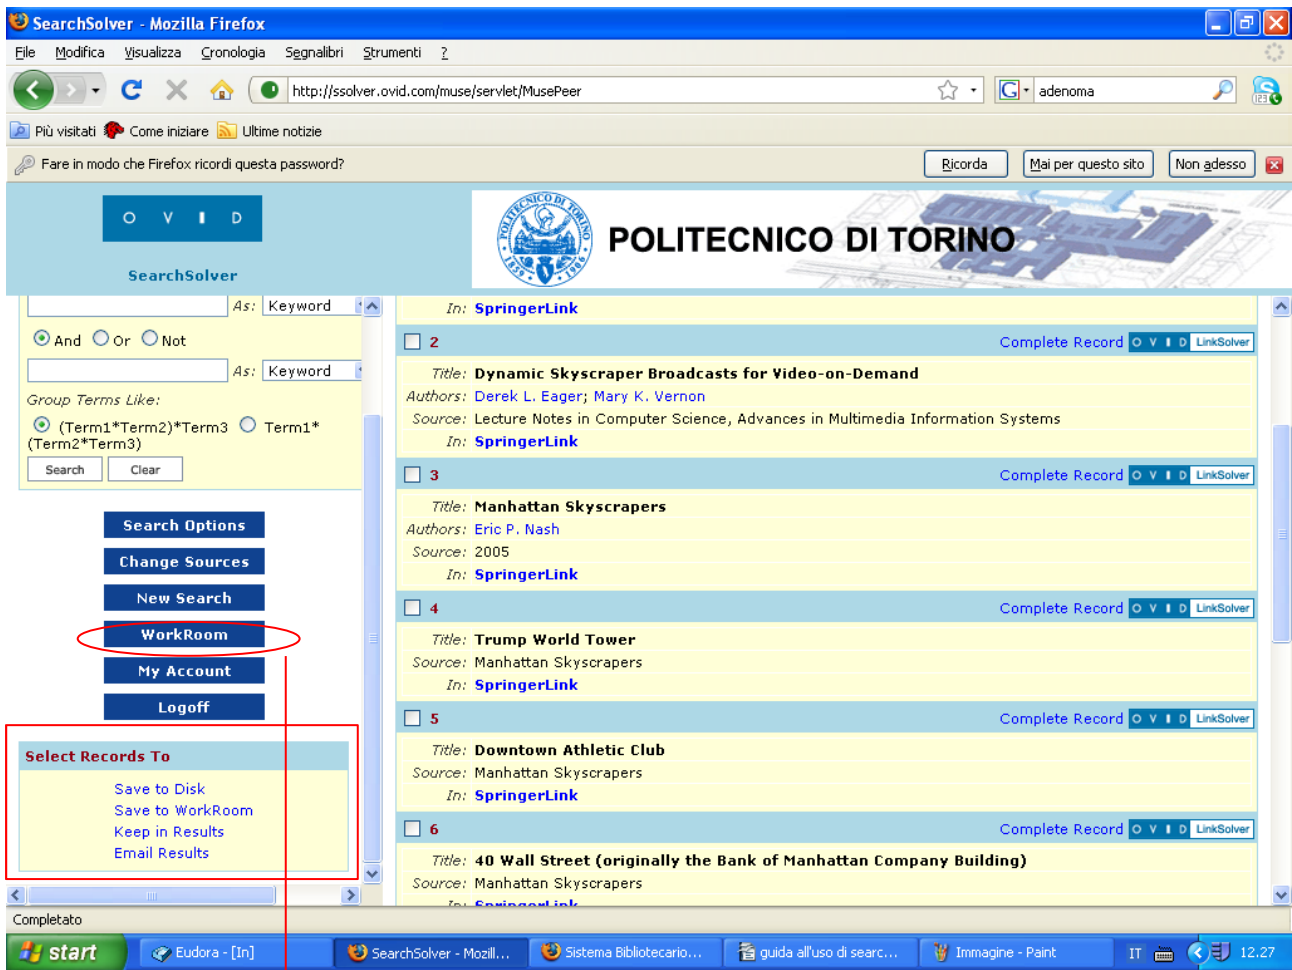 SearchSolver - Mozilla Firefox
File Modifica Visualizza Cronologia Segnalibri Strumenti ?
http://ssolver.ovid.com/muse/servlet/MusePeer
G adenoma
Più visitati Come iniziare Ultime notizie
Fare in modo che Firefox ricordi questa password?
Ricorda Mai per questo sito Non adesso
O V I D
SearchSolver
POLITECNICO DI TORINO
POLITECNICO DI TORINO
1859 1906
As: Keyword
And Or Not
As: Keyword
Group Terms Like:
(Term1*Term2)*Term3 Term1*
(Term2*Term3)
Search Clear
Search Options
Change Sources
New Search
WorkRoom
My Account
Logoff
Select Records To
Save to Disk
Save to WorkRoom
Keep in Results
Email Results
In: SpringerLink
2 Complete Record O V I D LinkSolver
Title: Dynamic Skyscraper Broadcasts for Video-on-Demand
Authors: Derek L. Eager; Mary K. Vernon
Source: Lecture Notes in Computer Science, Advances in Multimedia Information Systems
In: SpringerLink
3 Complete Record O V I D LinkSolver
Title: Manhattan Skyscrapers
Authors: Eric P. Nash
Source: 2005
In: SpringerLink
4 Complete Record O V I D LinkSolver
Title: Trump World Tower
Source: Manhattan Skyscrapers
In: SpringerLink
5 Complete Record O V I D LinkSolver
Title: Downtown Athletic Club
Source: Manhattan Skyscrapers
In: SpringerLink
6 Complete Record O V I D LinkSolver
Title: 40 Wall Street (originally the Bank of Manhattan Company Building)
Source: Manhattan Skyscrapers
In: SpringerLink
Completato
start Eudora - [In] SearchSolver - Mozill... Sistema Bibliotecario... guida all'uso di searc... Immagine - Paint IT 12.27